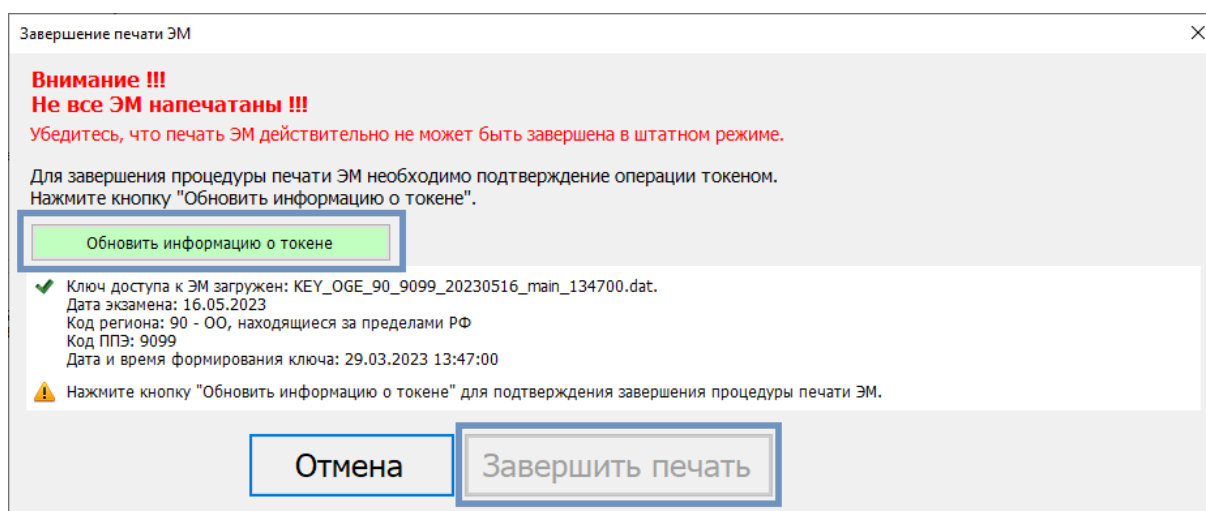 Завершение печати ЭМ
Внимание !!!
Не все ЭМ напечатаны !!!
Убедитесь, что печать ЭМ действительно не может быть завершена в штатном режиме.
Для завершения процедуры печати ЭМ необходимо подтверждение операции токеном.
Нажмите кнопку "Обновить информацию о токене".
Обновить информацию о токене
Ключ доступа к ЭМ загружен: KEY_OGE_90_9099_20230516_main_134700.dat.
Дата экзамена: 16.05.2023
Код региона: 90 - ОО, находящиеся за пределами РФ
Код ППЭ: 9099
Дата и время формирования ключа: 29.03.2023 13:47:00
Нажмите кнопку "Обновить информацию о токене" для подтверждения завершения процедуры печати ЭМ.
Отмена
Завершить печать